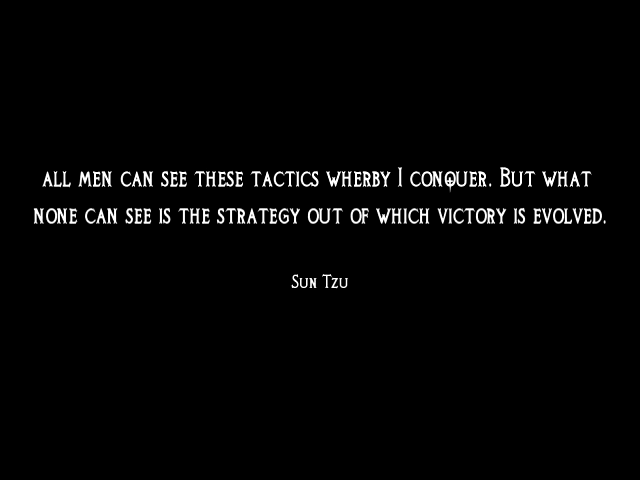 all men can see these tactics wherby I conquer. But what
none can see is the strategy out of which victory is evolved.
Sun Tzu